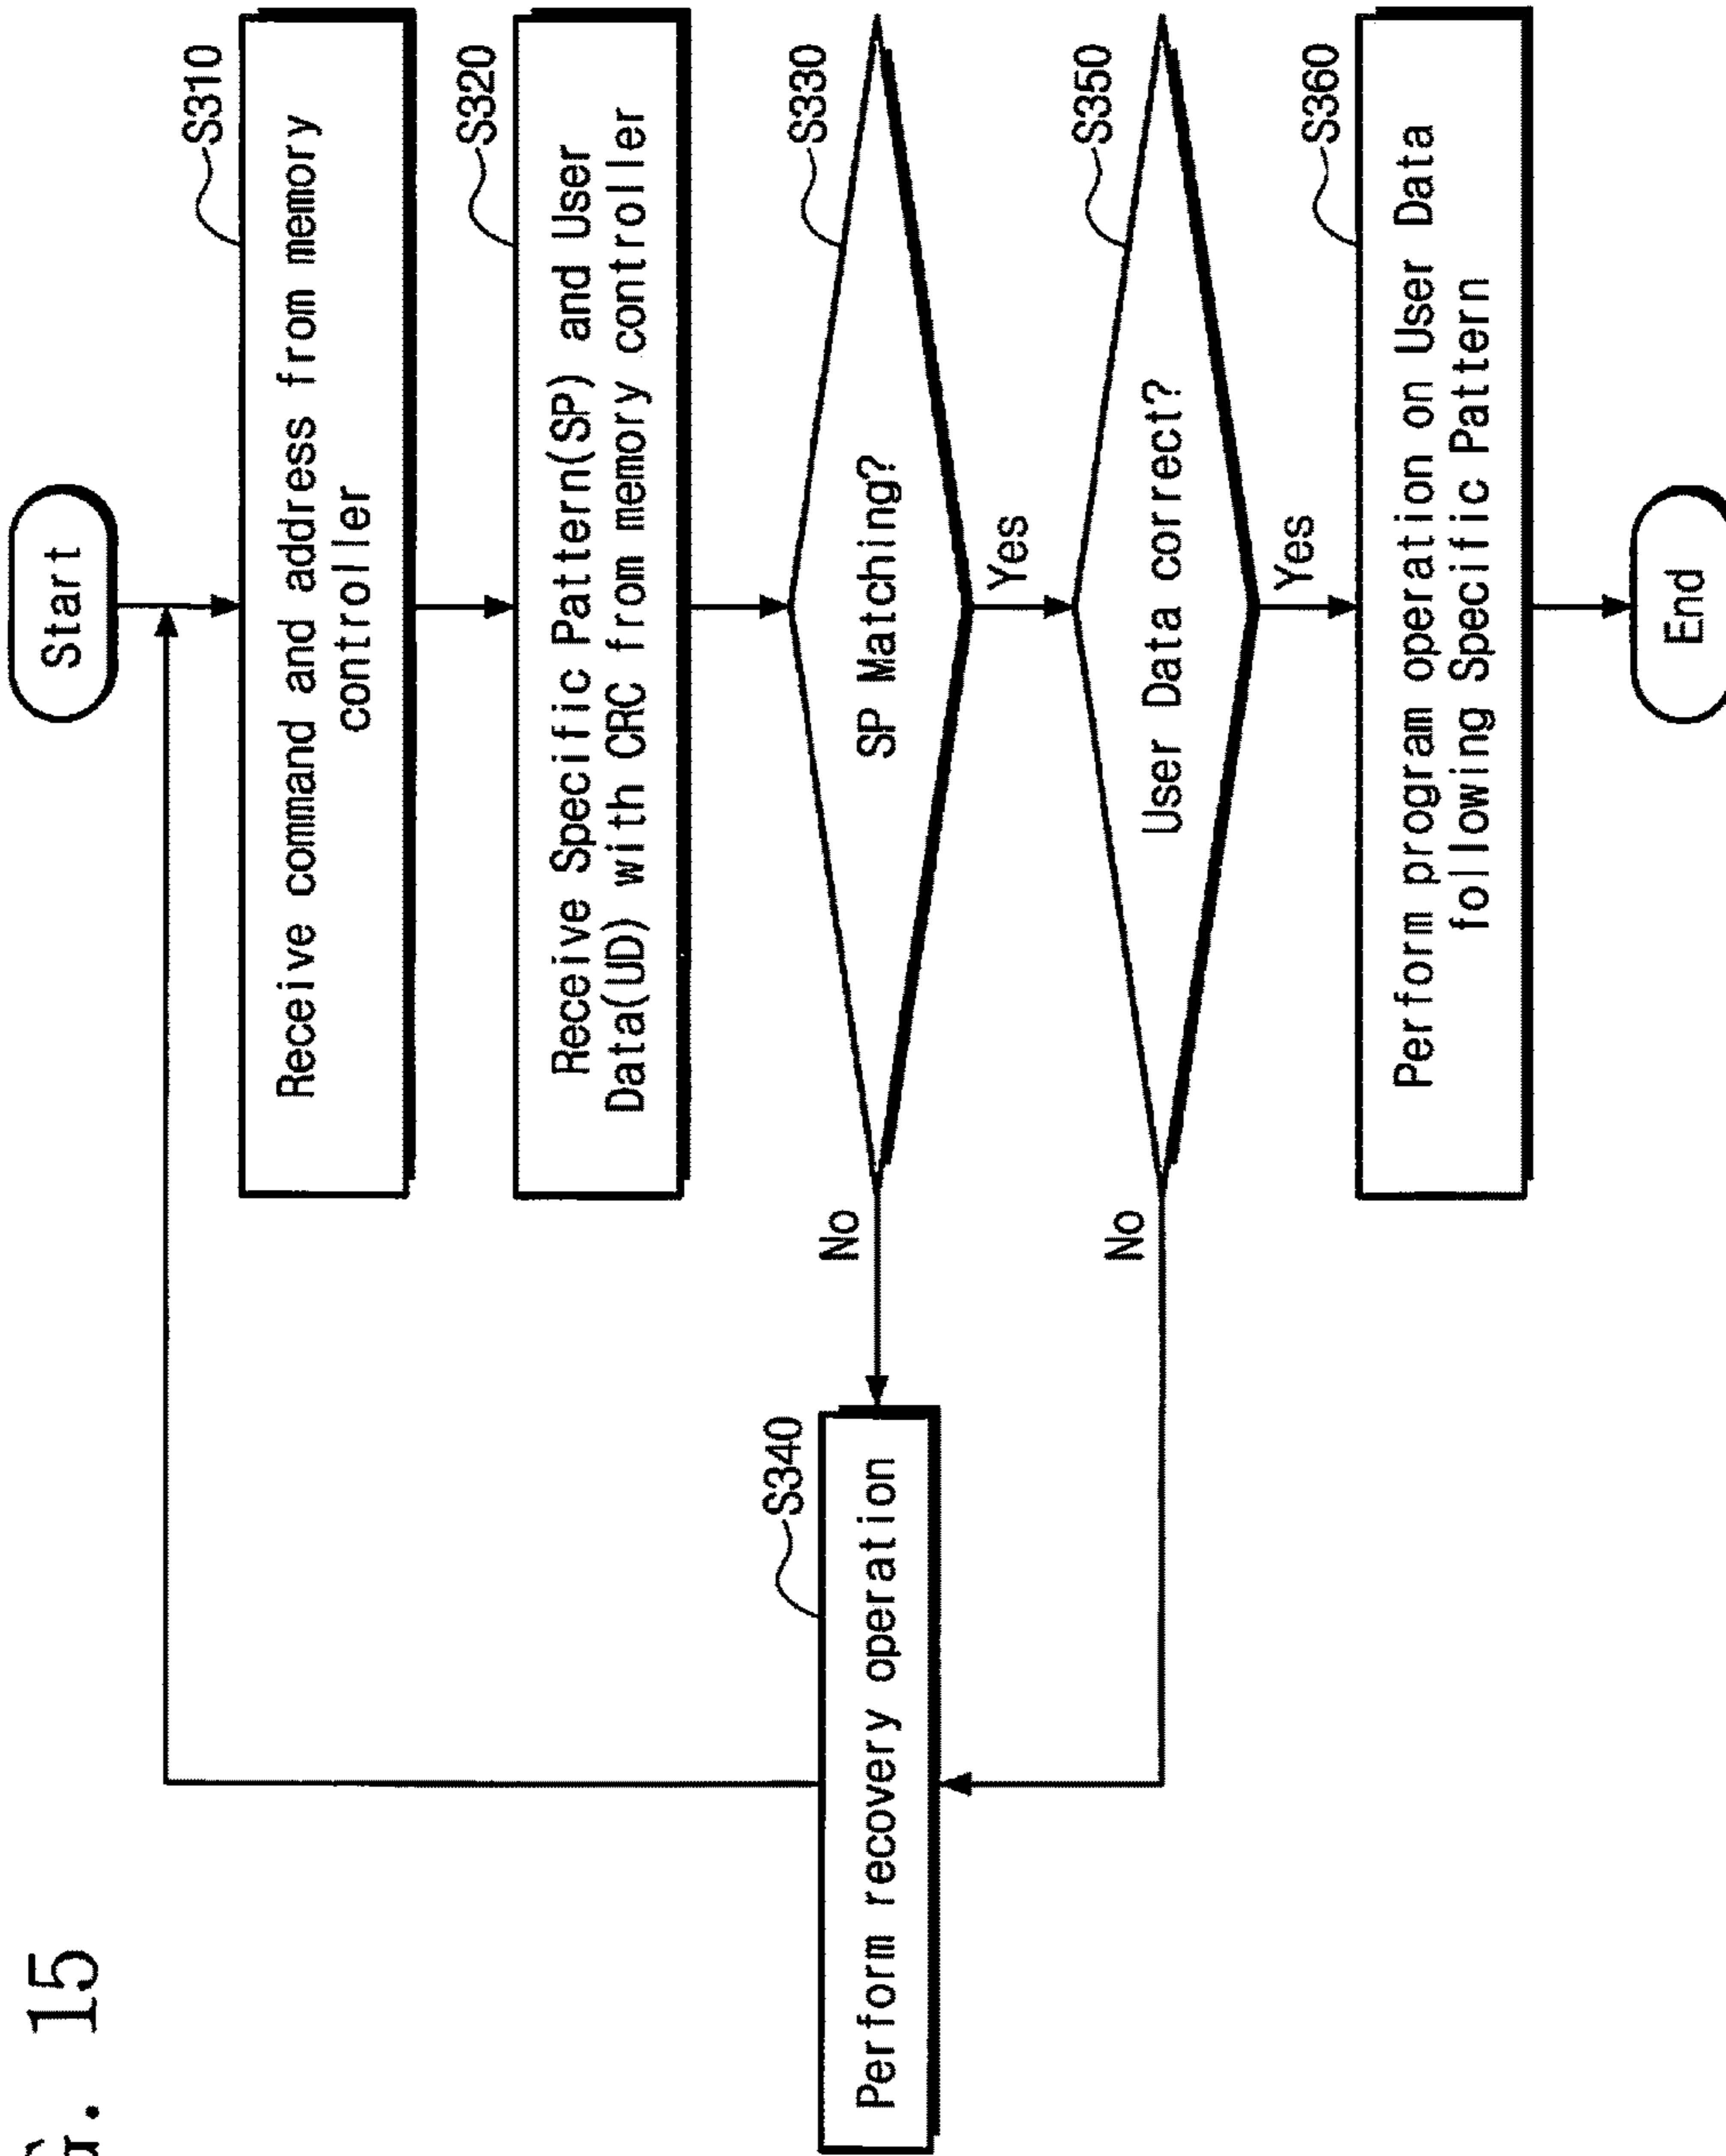 G. 15
Start
S310
Receive command and address from memory
controller
S320
Receive Specific Pattern(SP) and User
Data(UD) with CRC from memory controller
S330
SP Matching?
No
Yes
S340
Perform recovery operation
S350
User Data correct?
No
Yes
S360
Perform program operation on User Data
following Specific Pattern
End